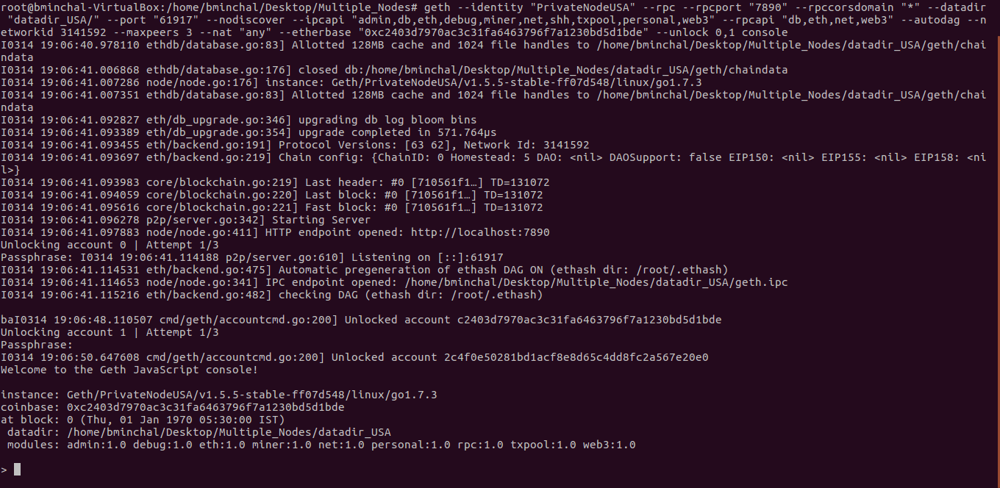 root@bminchal-VirtualBox:/home/bminchal/Desktop/Multiple_Nodes# geth --identity "PrivateNodeUSA" --rpc --rpcport "7890" --rpccorsdomain "*" --datadir
 "datadir_USA/" --port "61917" --nodiscover --ipcapi "admin,db,eth,debug,miner,net,shh,txpool,personal,web3" --rpcapi "db,eth,net,web3" --autodag --n
etworkid 3141592 --maxpeers 3 --nat "any" --etherbase "0xc2403d7970ac3c31fa6463796f7a1230bd5d1bde" --unlock 0,1 console
I0314 19:06:40.978110 ethdb/database.go:83] Allotted 128MB cache and 1024 file handles to /home/bminchal/Desktop/Multiple_Nodes/datadir_USA/geth/chai
ndata
I0314 19:06:41.006868 ethdb/database.go:176] closed db:/home/bminchal/Desktop/Multiple_Nodes/datadir_USA/geth/chaindata
I0314 19:06:41.007286 node/node.go:176] instance: Geth/PrivateNodeUSA/v1.5.5-stable-ff07d548/linux/go1.7.3
I0314 19:06:41.007351 ethdb/database.go:83] Allotted 128MB cache and 1024 file handles to /home/bminchal/Desktop/Multiple_Nodes/datadir_USA/geth/chai
ndata
I0314 19:06:41.092827 eth/db_upgrade.go:346] upgrading db log bloom bins
I0314 19:06:41.093389 eth/db_upgrade.go:354] upgrade completed in 571.764µs
I0314 19:06:41.093455 eth/backend.go:191] Protocol Versions: [63 62], Network Id: 3141592
I0314 19:06:41.093697 eth/backend.go:219] Chain config: {ChainID: 0 Homestead: 5 DAO: <nil> DAOSupport: false EIP150: <nil> EIP155: <nil> EIP158: <ni
l>}
I0314 19:06:41.093983 core/blockchain.go:219] Last header: #0 [710561f1…] TD=131072
I0314 19:06:41.094059 core/blockchain.go:220] Last block: #0 [710561f1…] TD=131072
I0314 19:06:41.095616 core/blockchain.go:221] Fast block: #0 [710561f1…] TD=131072
I0314 19:06:41.096278 p2p/server.go:342] Starting Server
I0314 19:06:41.097883 node/node.go:411] HTTP endpoint opened: http://localhost:7890
Unlocking account 0 | Attempt 1/3
Passphrase: I0314 19:06:41.114188 p2p/server.go:610] Listening on [::]:61917
I0314 19:06:41.114531 eth/backend.go:475] Automatic pregeneration of ethash DAG ON (ethash dir: /root/.ethash)
I0314 19:06:41.114653 node/node.go:341] IPC endpoint opened: /home/bminchal/Desktop/Multiple_Nodes/datadir_USA/geth.ipc
I0314 19:06:41.115216 eth/backend.go:482] checking DAG (ethash dir: /root/.ethash)

baI0314 19:06:48.110507 cmd/geth/accountcmd.go:200] Unlocked account c2403d7970ac3c31fa6463796f7a1230bd5d1bde
Unlocking account 1 | Attempt 1/3
Passphrase:
I0314 19:06:50.647608 cmd/geth/accountcmd.go:200] Unlocked account 2c4f0e50281bd1acf8e8d65c4dd8fc2a567e20e0
Welcome to the Geth JavaScript console!

instance: Geth/PrivateNodeUSA/v1.5.5-stable-ff07d548/linux/go1.7.3
coinbase: 0xc2403d7970ac3c31fa6463796f7a1230bd5d1bde
at block: 0 (Thu, 01 Jan 1970 05:30:00 IST)
 datadir: /home/bminchal/Desktop/Multiple_Nodes/datadir_USA
 modules: admin:1.0 debug:1.0 eth:1.0 miner:1.0 net:1.0 personal:1.0 rpc:1.0 txpool:1.0 web3:1.0

>